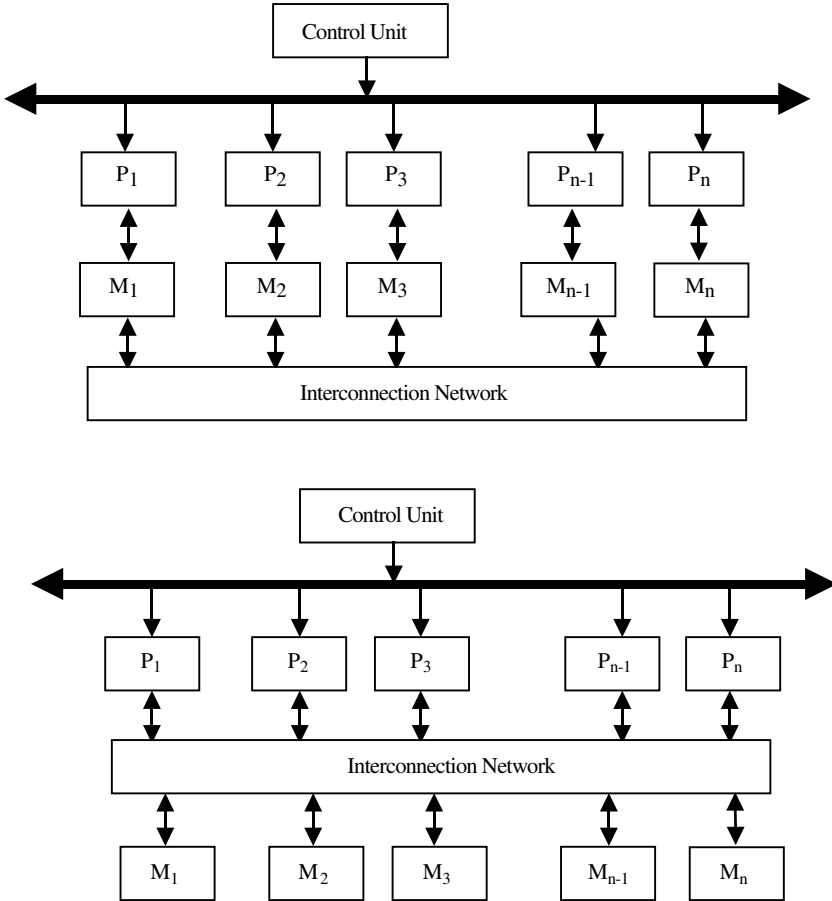 Control Unit
P1 P2 P3 Pn-1 Pn
M1 M2 M3 Mn-1 Mn
Interconnection Network
Control Unit
P1 P2 P3 Pn-1 Pn
Interconnection Network
M1 M2 M3 Mn-1 Mn